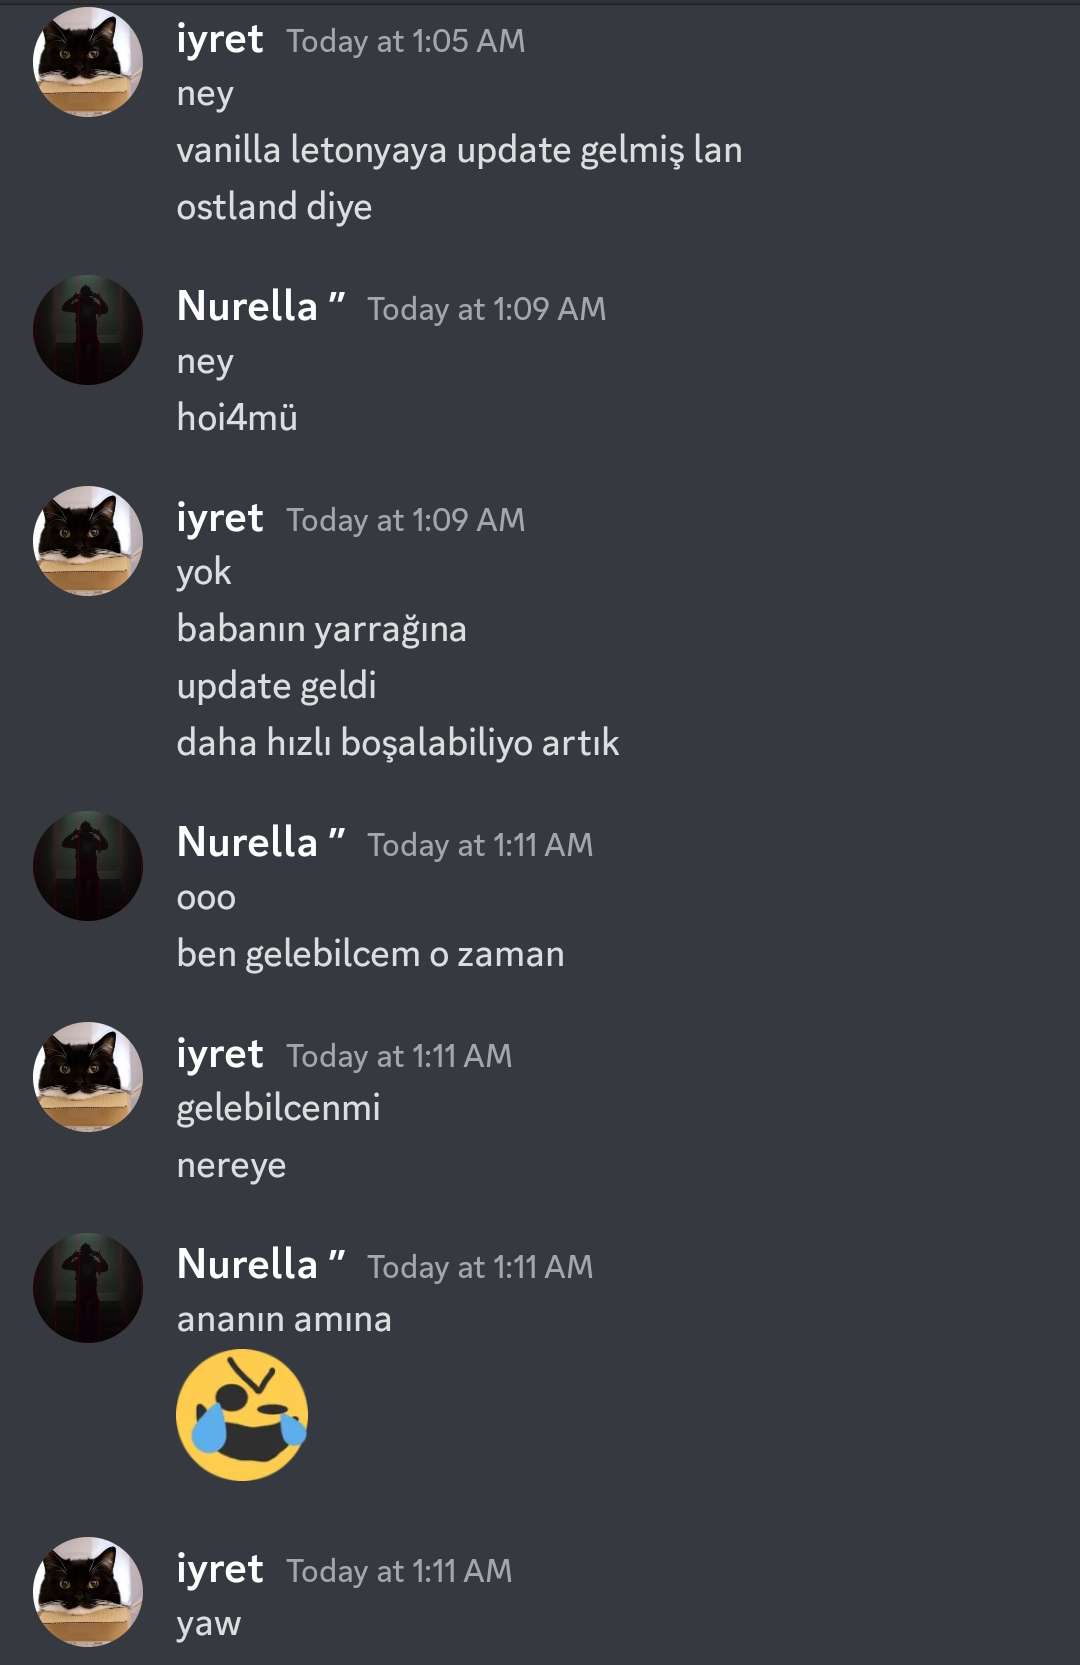 iyret Today at 1:05 AM
ney
vanilla letonyaya update gelmiş lan
ostland diye
Nurella ” Today at 1:09 AM
ney
hoi4mü
iyret Today at 1:09 AM
yok
babanın yarrağına
update geldi
daha hızlı boşalabiliyo artık
Nurella ” Today at 1:11 AM
ooo
ben gelebilcem o zaman
iyret Today at 1:11 AM
gelebilcenmi
nereye
Nurella ” Today at 1:11 AM
ananın amına
iyret Today at 1:11 AM
yaw